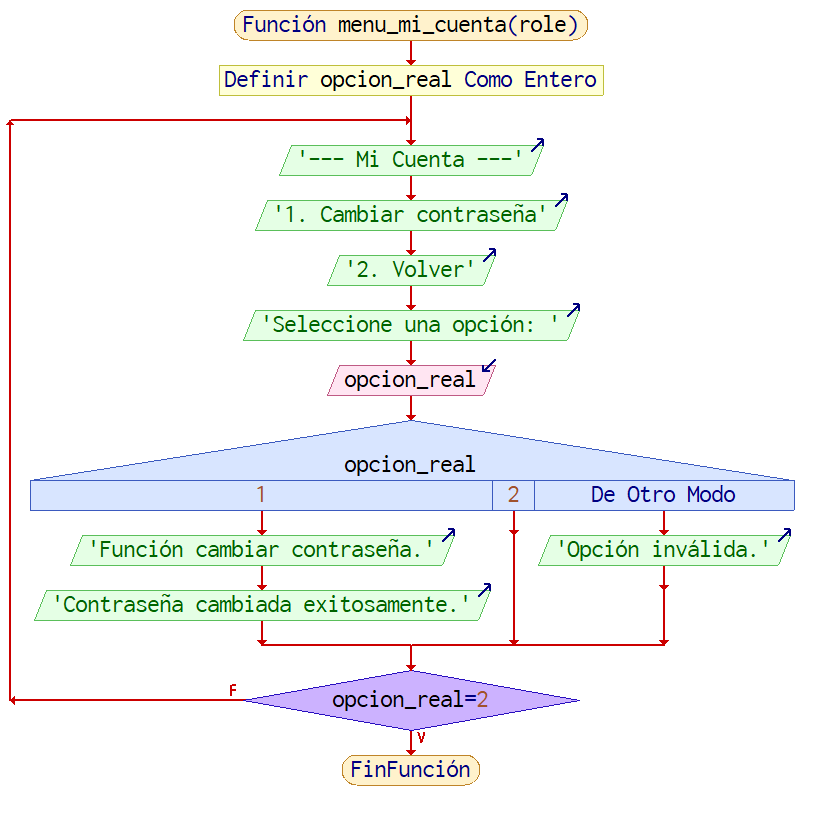 Función menu_mi_cuenta(role)
Definir opcion_real Como Entero
'--- Mi Cuenta ---'
'1. Cambiar contraseña'
'2. Volver'
'Seleccione una opción: '
opcion_real
opcion_real
1 2 De Otro Modo
'Función cambiar contraseña.' 'Opción inválida.'
'Contraseña cambiada exitosamente.'
F
opcion_real=2
V
FinFunción